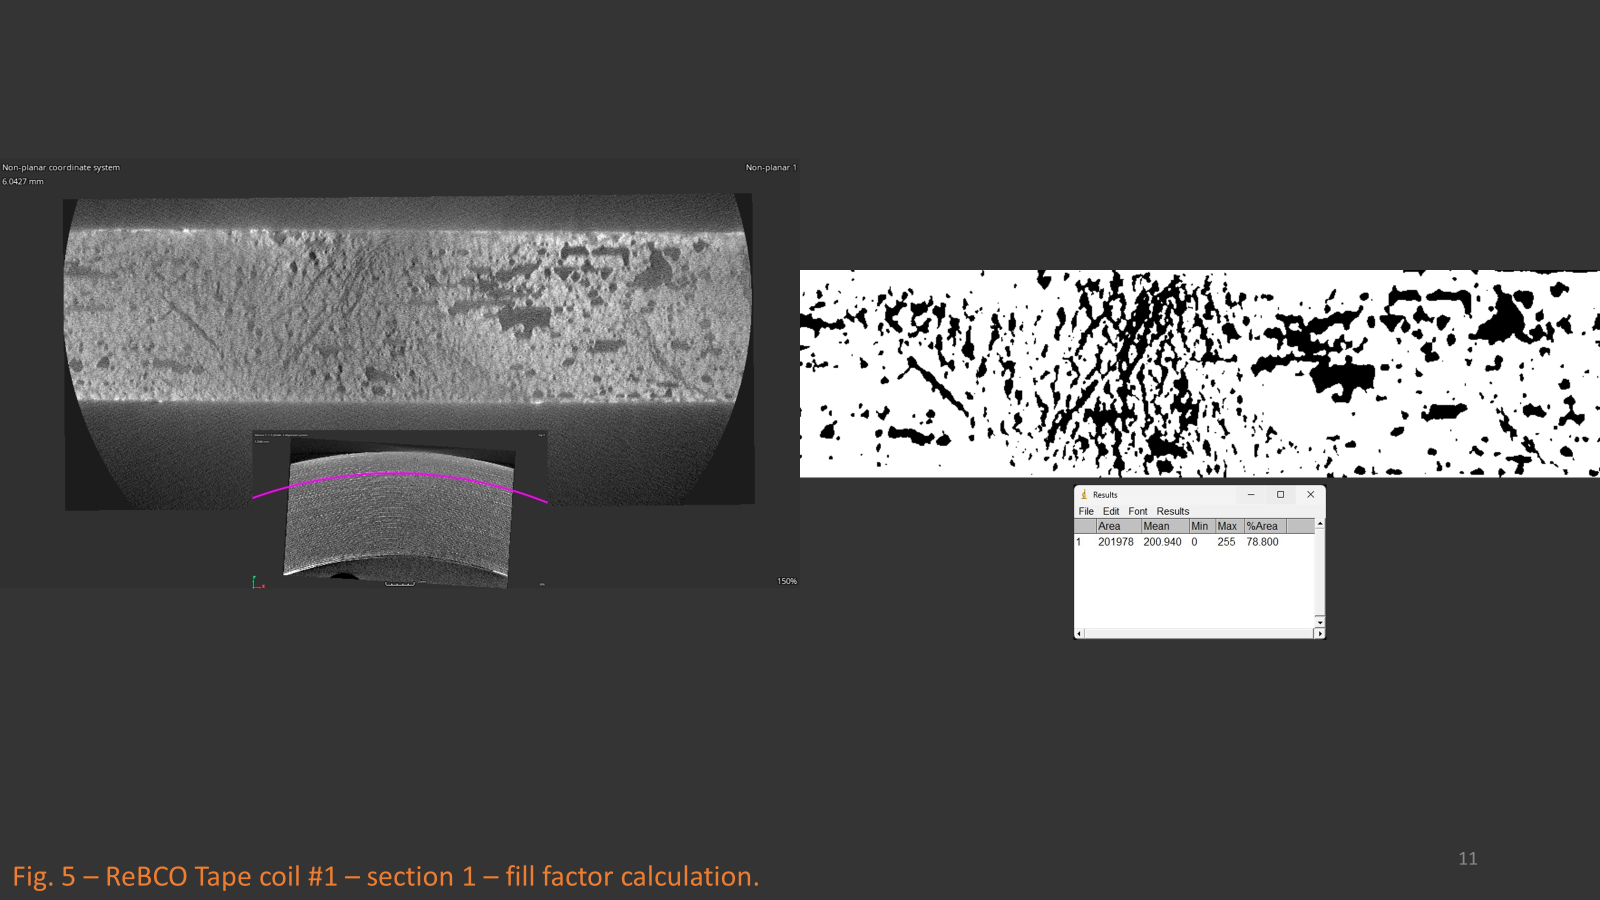 Non-planar coordinate system
Non-planar 1
6.0427 mm
150%
Results
File Edit Font Results
Area Mean Min Max %Area
1 201978 200.940 0 255 78.800
11
Fig. 5 – ReBCO Tape coil #1 – section 1 – fill factor calculation.